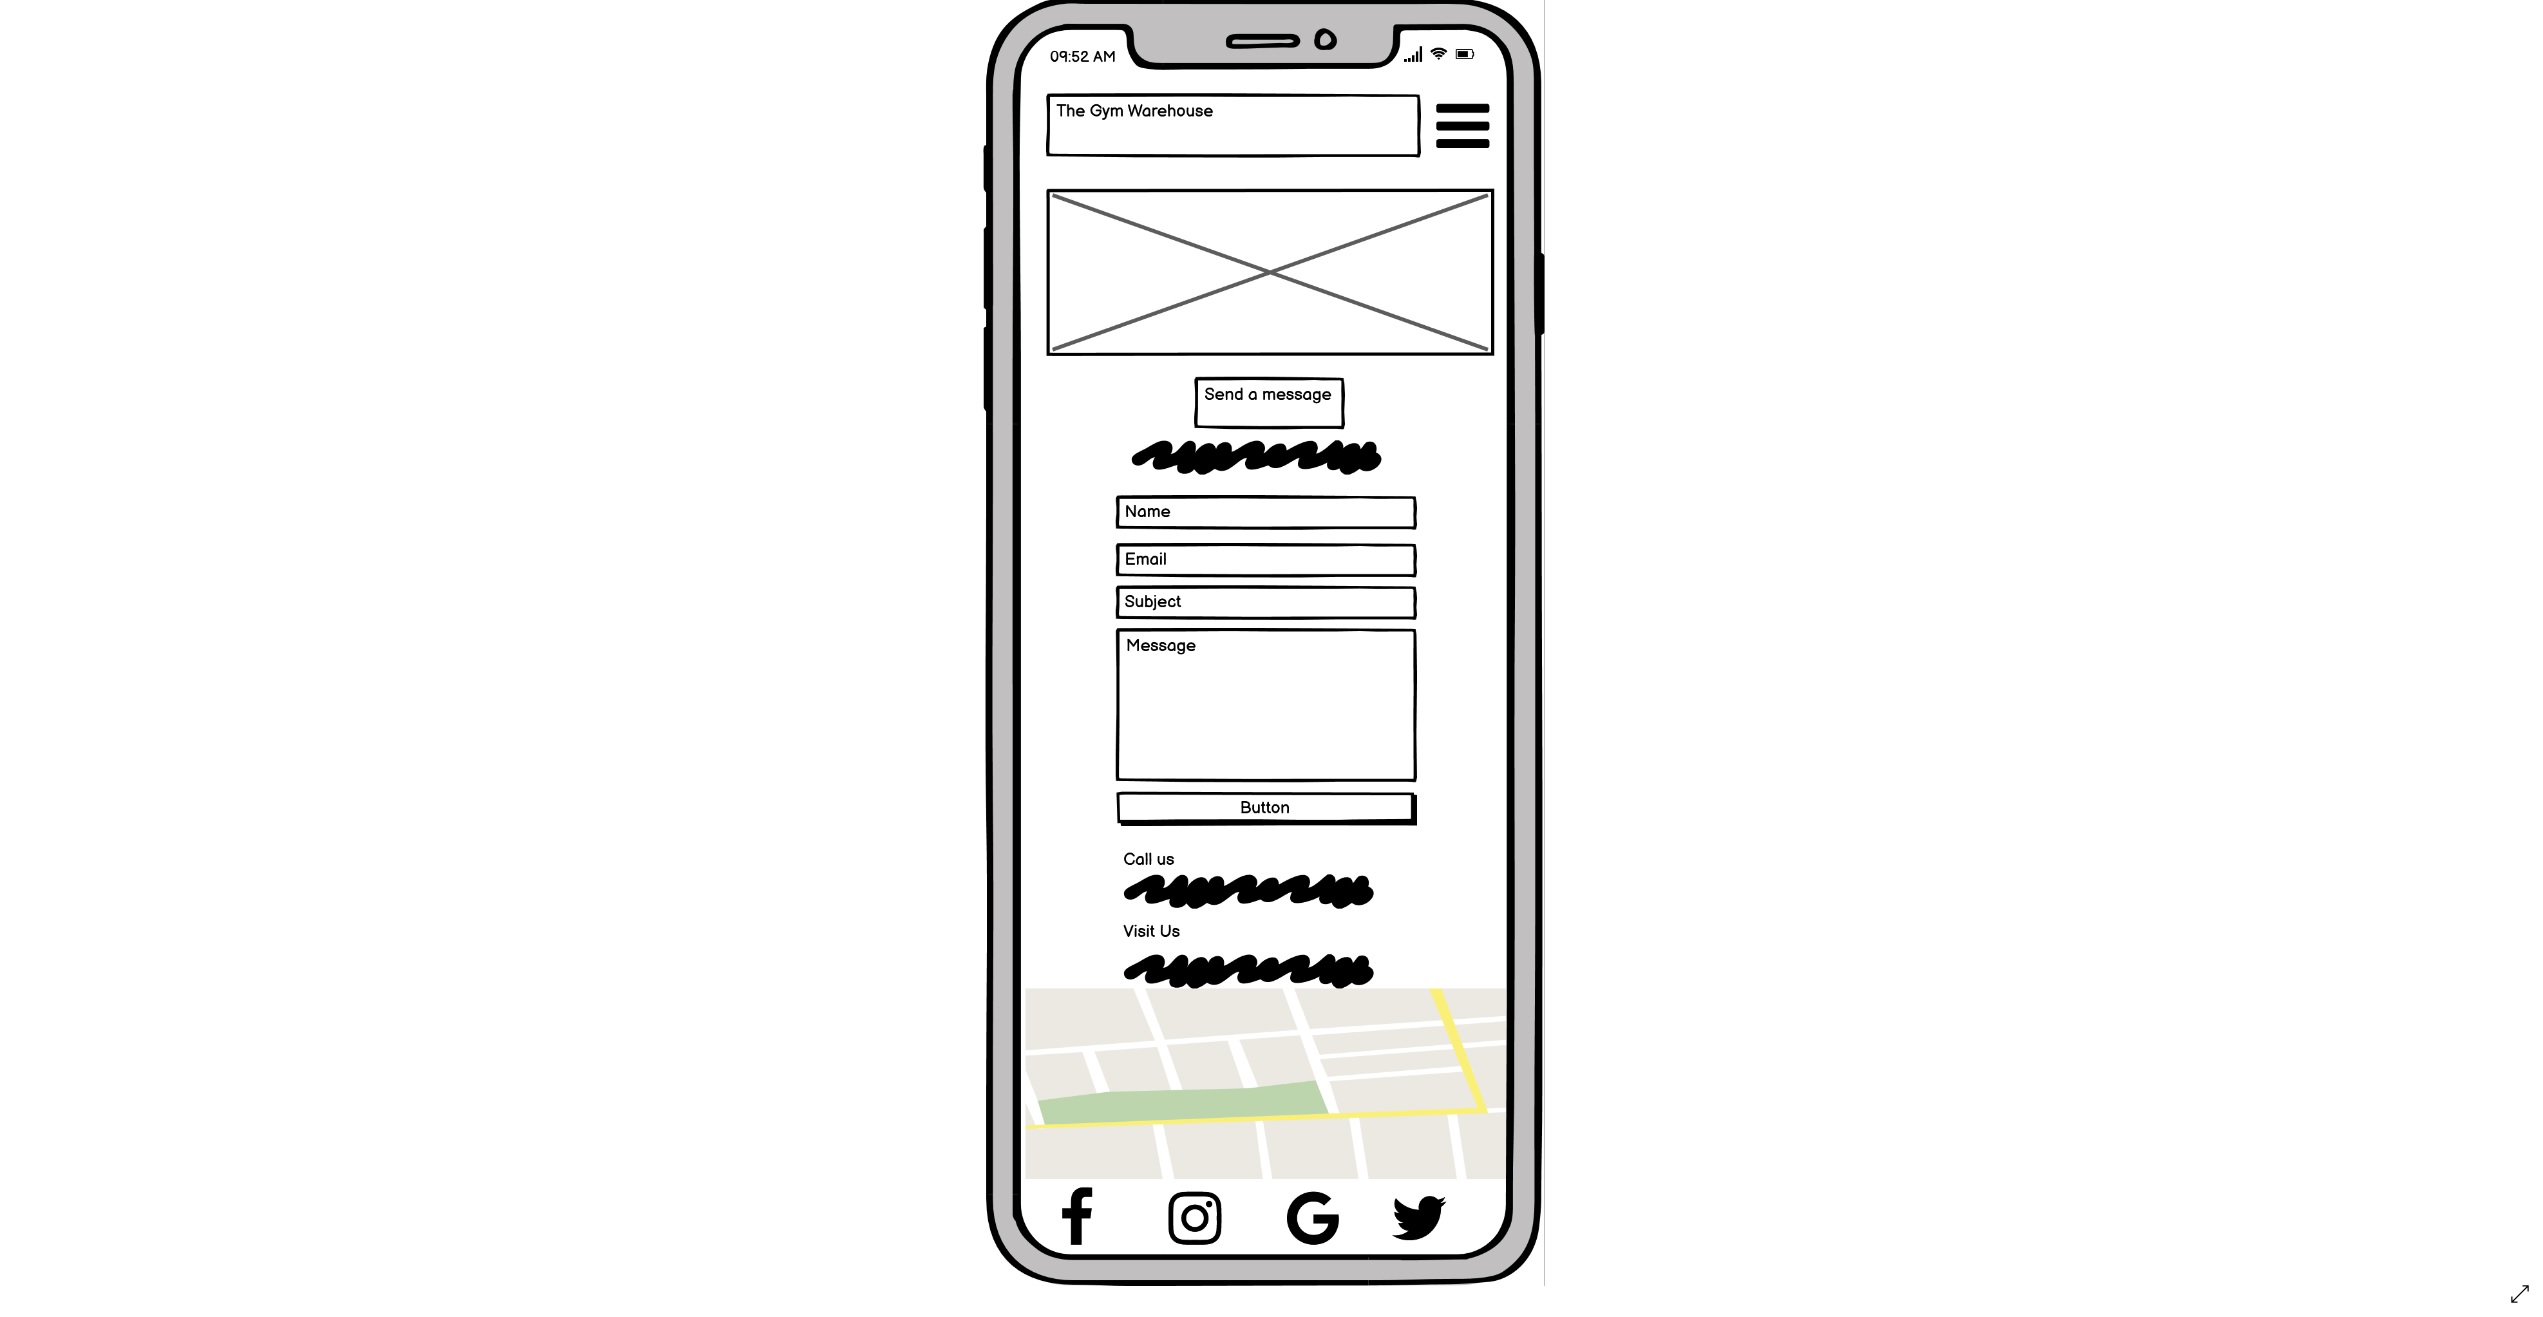 09:52 AM
The Gym Warehouse
Send a message
Name
Email
Subject
Message
Button
Call us
Visit Us